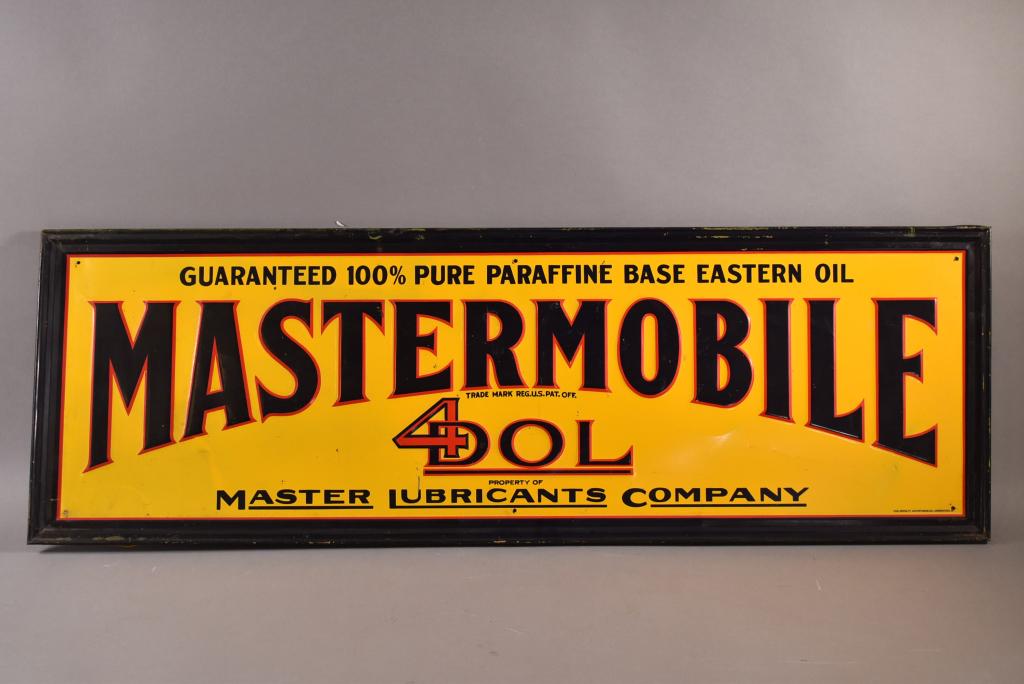 GUARANTEED 100% PURE PARAFFINE BASE EASTERN OIL
MASTERMOBILE
TRADE MARK REG.U.S.PAT. OFF.
4DOL
PROPERTY OF
MASTER LUBRICANTS COMPANY